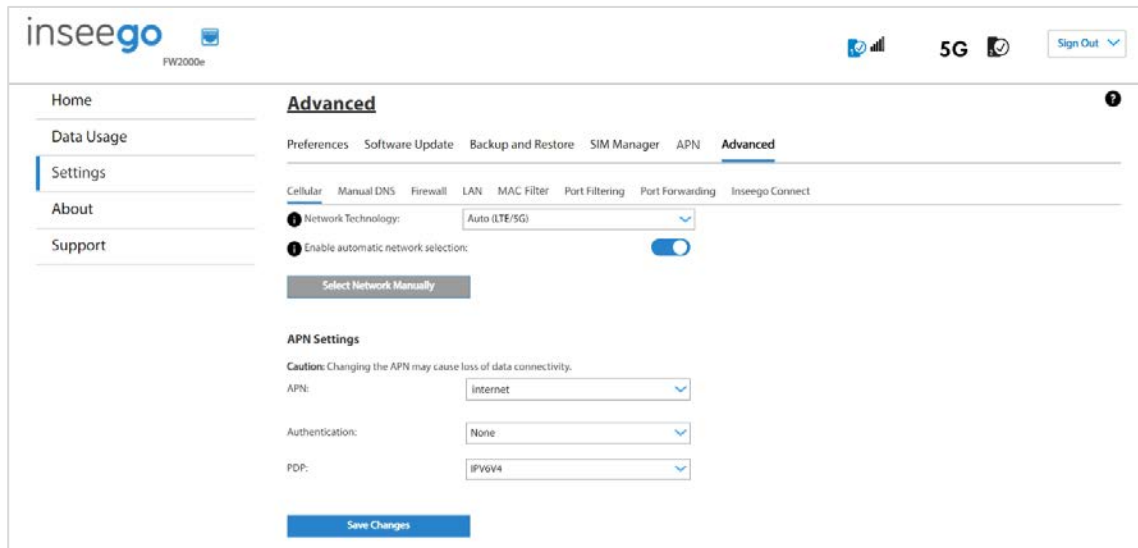 inseego
FW2000e
5G
Sign Out
Home
Data Usage
Settings
About
Support
Advanced
Preferences Software Update Backup and Restore SIM Manager APN Advanced
Cellular Manual DNS Firewall LAN MAC Filter Port Filtering Port Forwarding Inseego Connect
Network Technology: Auto (LTE/5G)
Enable automatic network selection:
Select Network Manually
APN Settings
Caution: Changing the APN may cause loss of data connectivity.
APN: internet
Authentication: None
PDP: IPV6V4
Save Changes